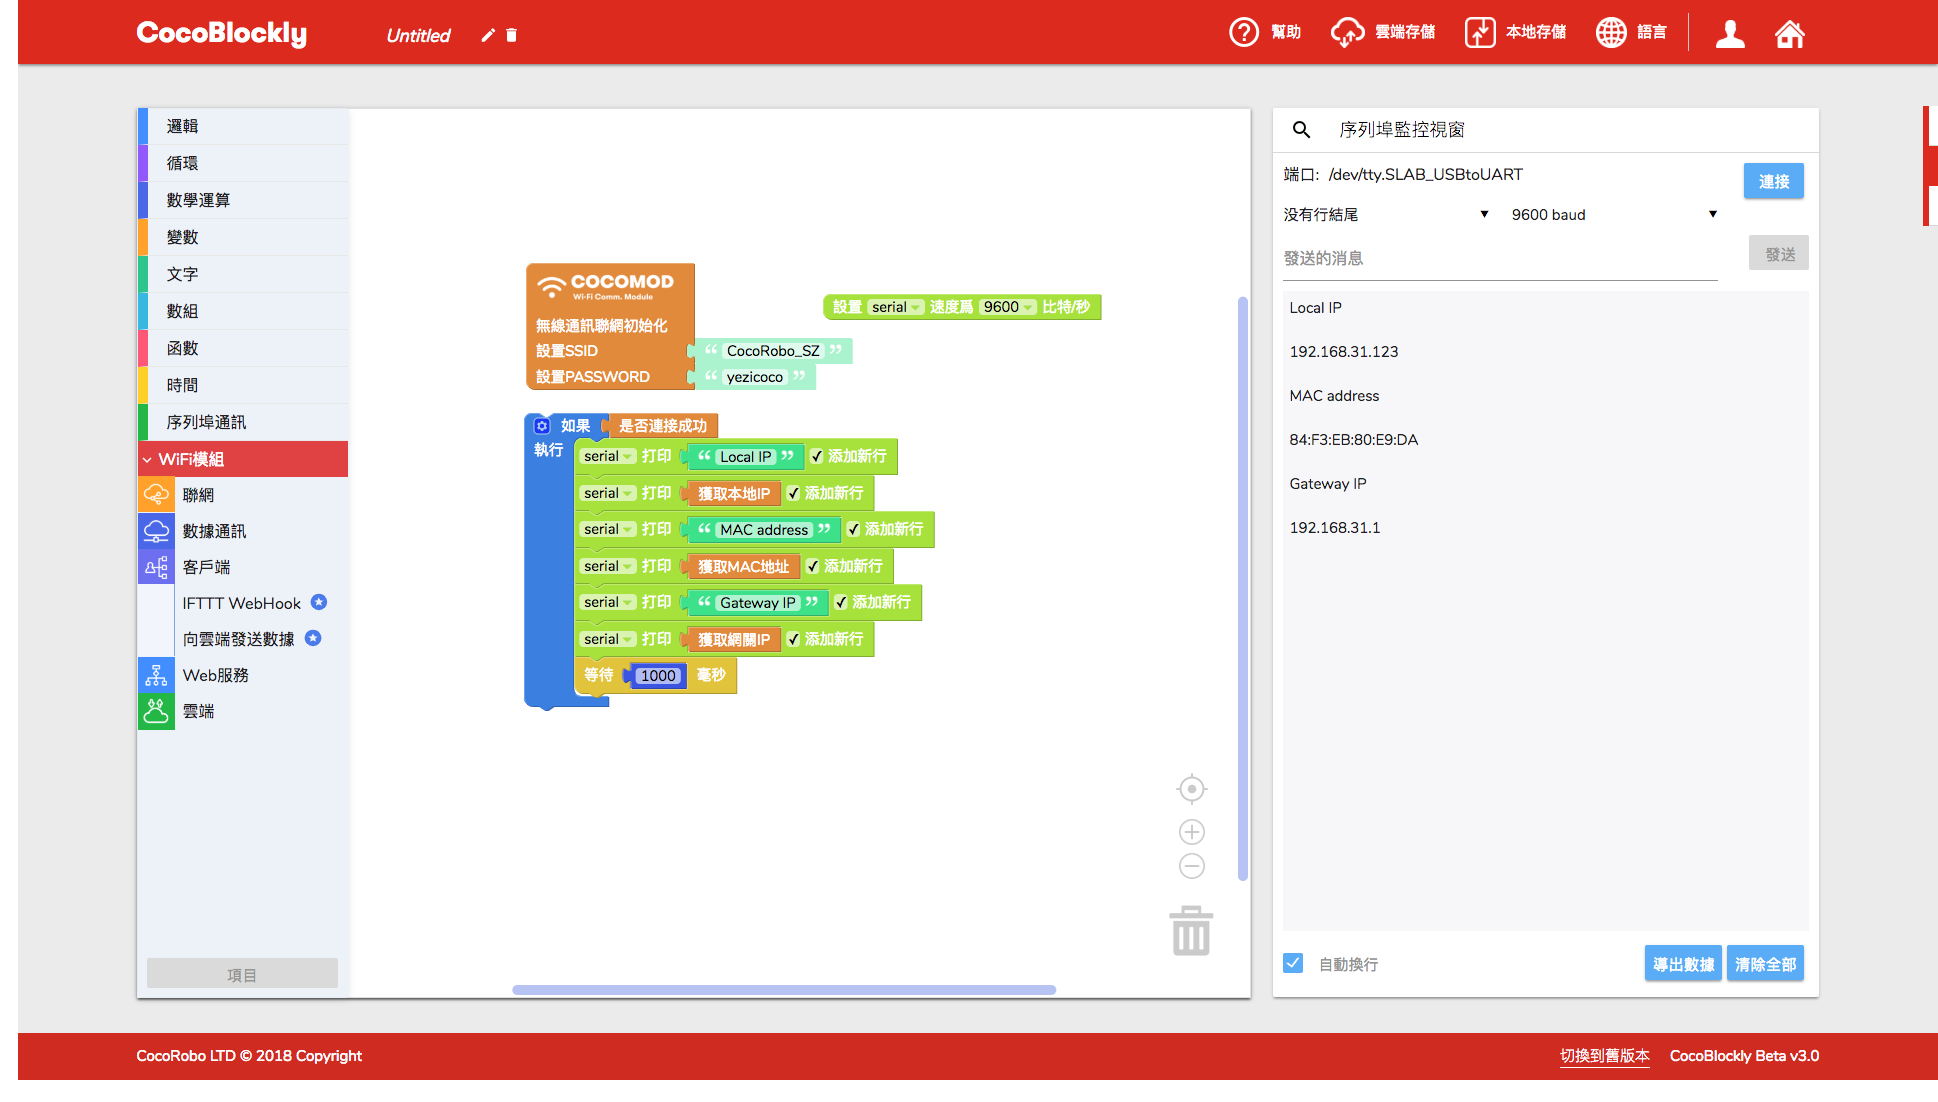 CocoBlockly
Untitled
幫助
雲端存儲
本地存儲
語言
邏輯
循環
數學運算
變數
文字
數組
函數
時間
序列埠通訊
WiFi模組
聯網
數據通訊
客戶端
IFTTT WebHook
向雲端發送數據
Web服務
雲端
項目
COCOMOD
Wi-Fi Comm. Module
無線通訊聯網初始化
設置SSID “ CocoRobo_SZ ”
設置PASSWORD “ yezicoco ”
設置 serial 速度爲 9600 比特/秒
如果 是否連接成功
執行
serial 打印 “ Local IP ” ✓ 添加新行
serial 打印 獲取本地IP ✓ 添加新行
serial 打印 “ MAC address ” ✓ 添加新行
serial 打印 獲取MAC地址 ✓ 添加新行
serial 打印 “ Gateway IP ” ✓ 添加新行
serial 打印 獲取網關IP ✓ 添加新行
等待 1000 毫秒
序列埠監控視窗
端口: /dev/tty.SLAB_USBtoUART
連接
没有行結尾
9600 baud
發送的消息
發送
Local IP
192.168.31.123
MAC address
84:F3:EB:80:E9:DA
Gateway IP
192.168.31.1
自動換行
導出數據
清除全部
CocoRobo LTD © 2018 Copyright
切換到舊版本
CocoBlockly Beta v3.0